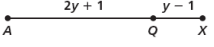 2y + 1 y − 1
A Q X